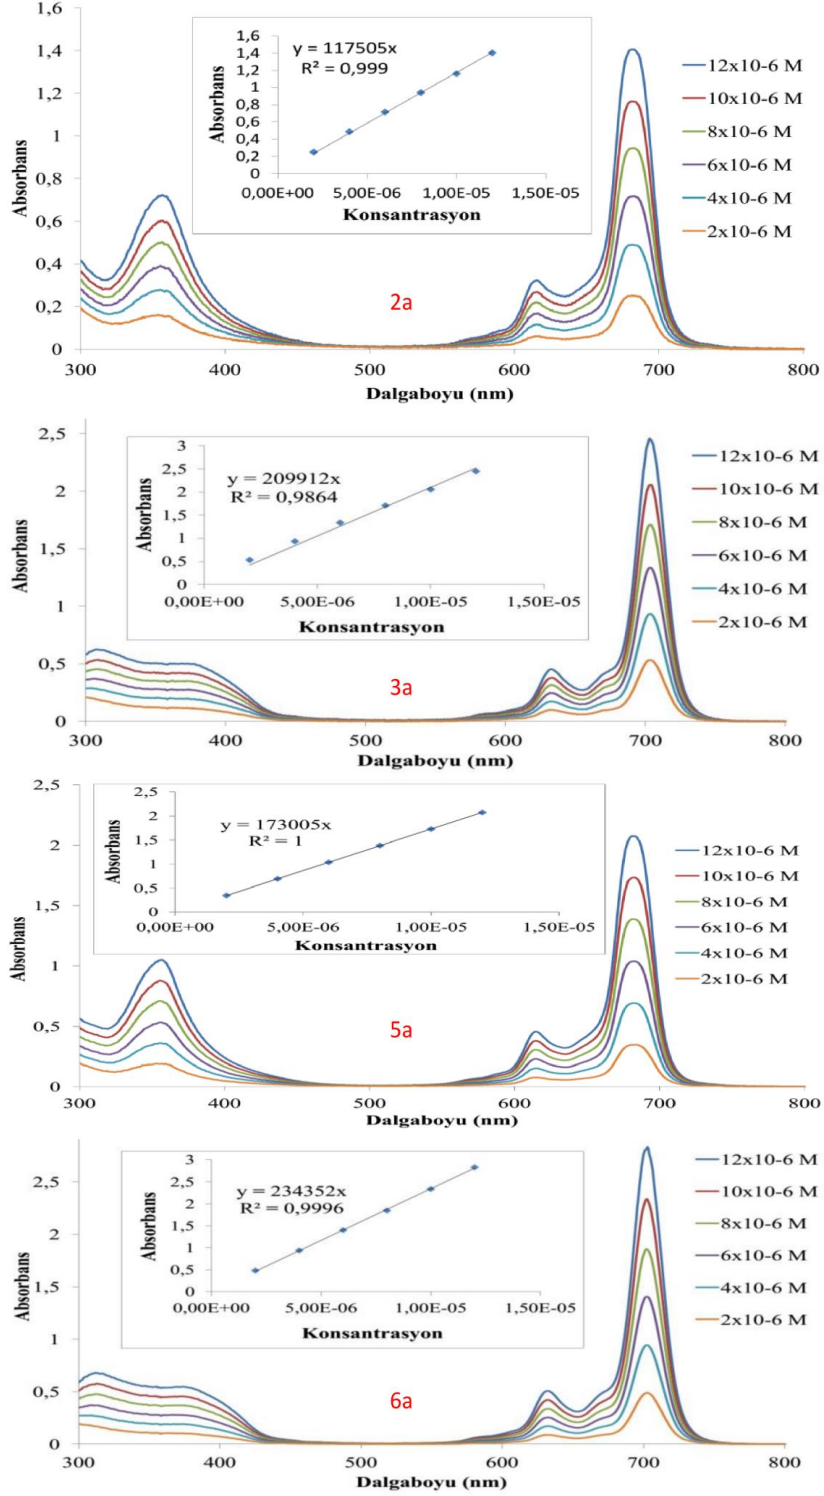 1,6
1,4
1,2
1
0,8
0,6
0,4
0,2
0
Absorbans
300
400
500
600
700
800
Dalgaboyu (nm)
1,6
1,4
1,2
1
0,8
0,6
0,4
0,2
0
Absorbans
y = 117505x
R² = 0,999
0,00E+00
5,00E-06
1,00E-05
1,50E-05
Konsantrasyon
12x10-6 M
10x10-6 M
8x10-6 M
6x10-6 M
4x10-6 M
2x10-6 M
2a
2,5
2
1,5
1
0,5
0
Absorbans
300
400
500
600
700
800
Dalgaboyu (nm)
3
2,5
2
1,5
1
0,5
0
Absorbans
y = 209912x
R² = 0,9864
0,00E+00
5,00E-06
1,00E-05
1,50E-05
Konsantrasyon
12x10-6 M
10x10-6 M
8x10-6 M
6x10-6 M
4x10-6 M
2x10-6 M
3a
2,5
2
1,5
1
0,5
0
Absorbans
300
400
500
600
700
800
Dalgaboyu (nm)
2,5
2
1,5
1
0,5
0
Absorbans
y = 173005x
R² = 1
0,00E+00
5,00E-06
1,00E-05
1,50E-05
Konsantrasyon
12x10-6 M
10x10-6 M
8x10-6 M
6x10-6 M
4x10-6 M
2x10-6 M
5a
2,5
2
1,5
1
0,5
0
Absorbans
300
400
500
600
700
800
Dalgaboyu (nm)
3
2,5
2
1,5
1
0,5
0
Absorbans
y = 234352x
R² = 0,9996
0,00E+00
5,00E-06
1,00E-05
1,50E-05
Konsantrasyon
12x10-6 M
10x10-6 M
8x10-6 M
6x10-6 M
4x10-6 M
2x10-6 M
6a